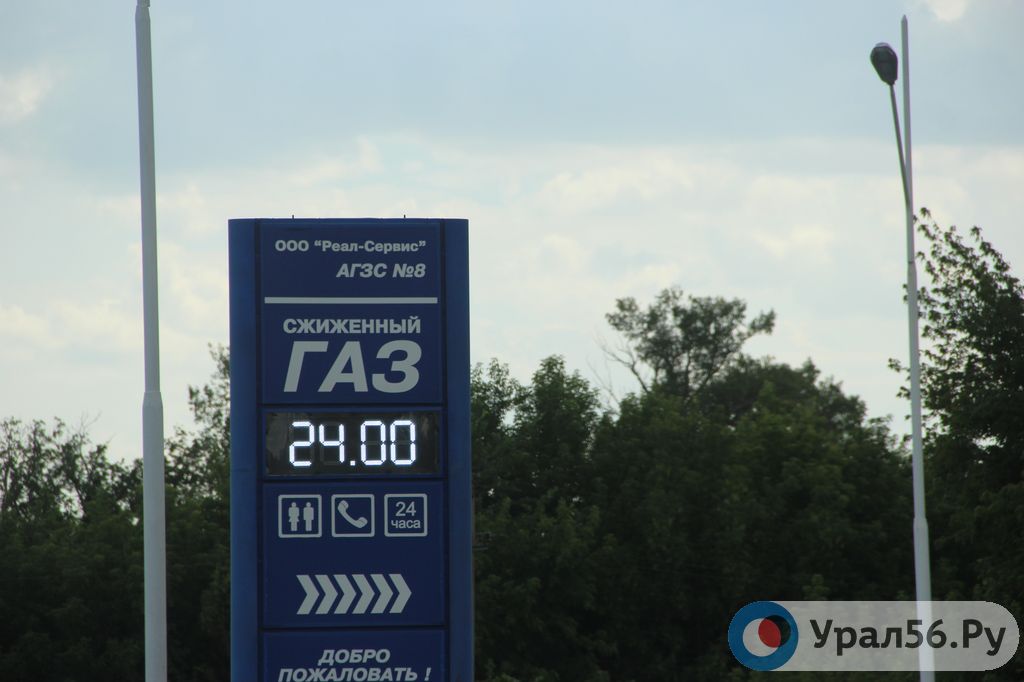 ООО "Реал-Сервис"
АГЗС №8
СЖИЖЕННЫЙ
ГАЗ
24.00
24
часа
ДОБРО
ПОЖАЛОВАТЬ !
Урал56.Ру